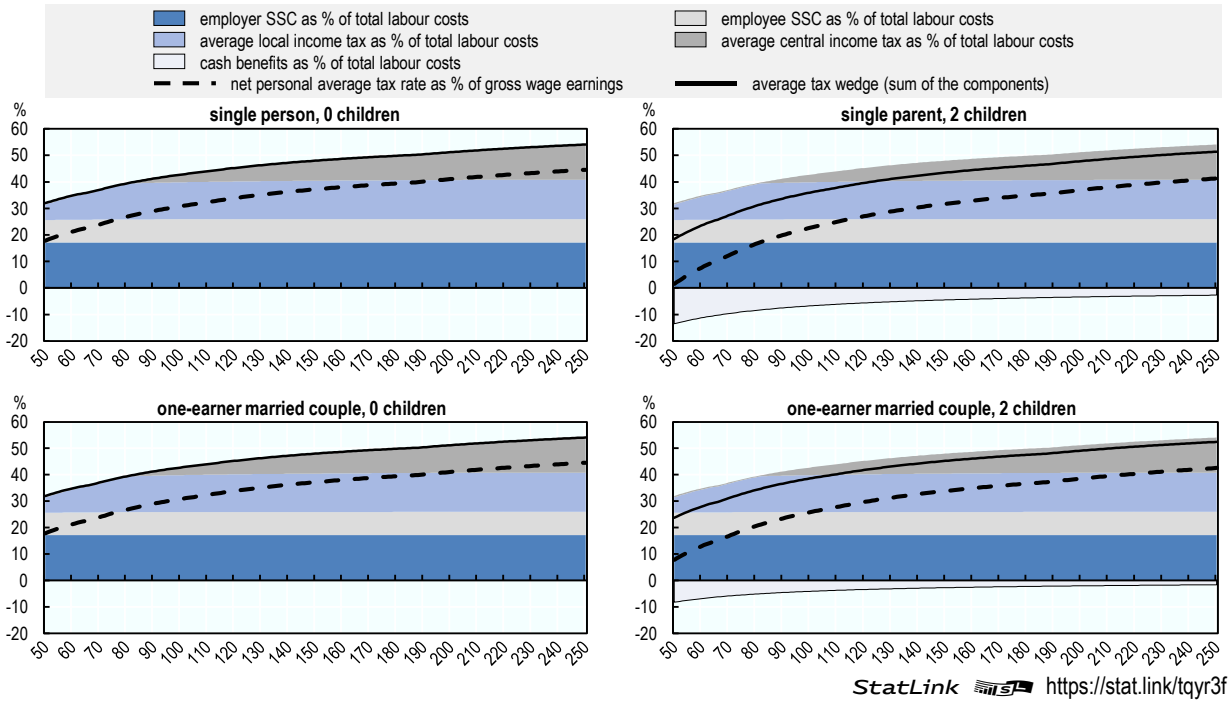 employer SSC as % of total labour costs
employee SSC as % of total labour costs
average local income tax as % of total labour costs
average central income tax as % of total labour costs
cash benefits as % of total labour costs
net personal average tax rate as % of gross wage earnings
average tax wedge (sum of the components)
%
single person, 0 children
60
50
40
30
20
10
0
-10
-20
50 60 70 80 90 100 110 120 130 140 150 160 170 180 190 200 210 220 230 240 250
%
single parent, 2 children
60
50
40
30
20
10
0
-10
-20
50 60 70 80 90 100 110 120 130 140 150 160 170 180 190 200 210 220 230 240 250
%
one-earner married couple, 0 children
60
50
40
30
20
10
0
-10
-20
50 60 70 80 90 100 110 120 130 140 150 160 170 180 190 200 210 220 230 240 250
%
one-earner married couple, 2 children
60
50
40
30
20
10
0
-10
-20
50 60 70 80 90 100 110 120 130 140 150 160 170 180 190 200 210 220 230 240 250
StatLink SL https://stat.link/tqyr3f